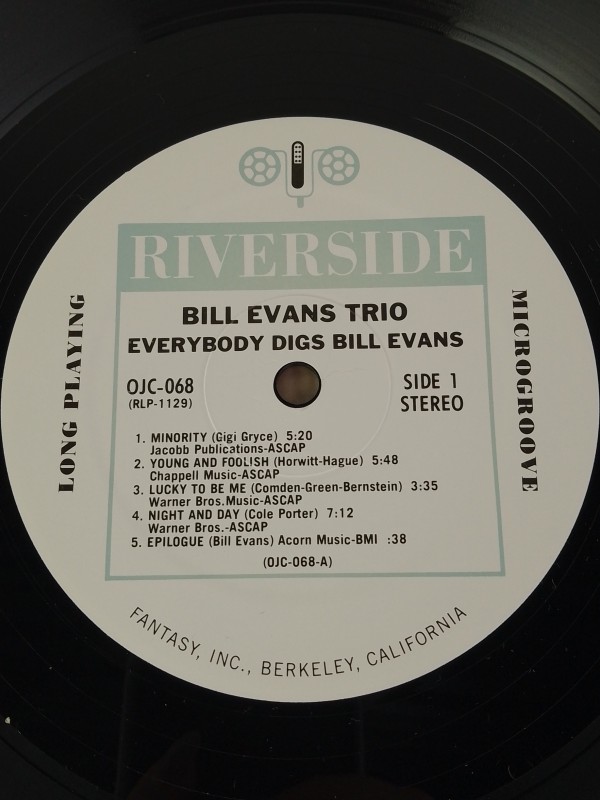 RIVERSIDE
BILL EVANS TRIO
EVERYBODY DIGS BILL EVANS
LONG PLAYING
MICROGROOVE
OJC-068
(RLP-1129)
SIDE 1
STEREO
1. MINORITY (Gigi Gryce) 5:20
Jacobb Publications-ASCAP
2. YOUNG AND FOOLISH (Horwitt-Hague) 5:48
Chappell Music-ASCAP
3. LUCKY TO BE ME (Comden-Green-Bernstein) 3:35
Warner Bros.Music-ASCAP
4. NIGHT AND DAY (Cole Porter) 7:12
Warner Bros.-ASCAP
5. EPILOGUE (Bill Evans) Acorn Music-BMI :38
(OJC-068-A)
FANTASY, INC., BERKELEY, CALIFORNIA